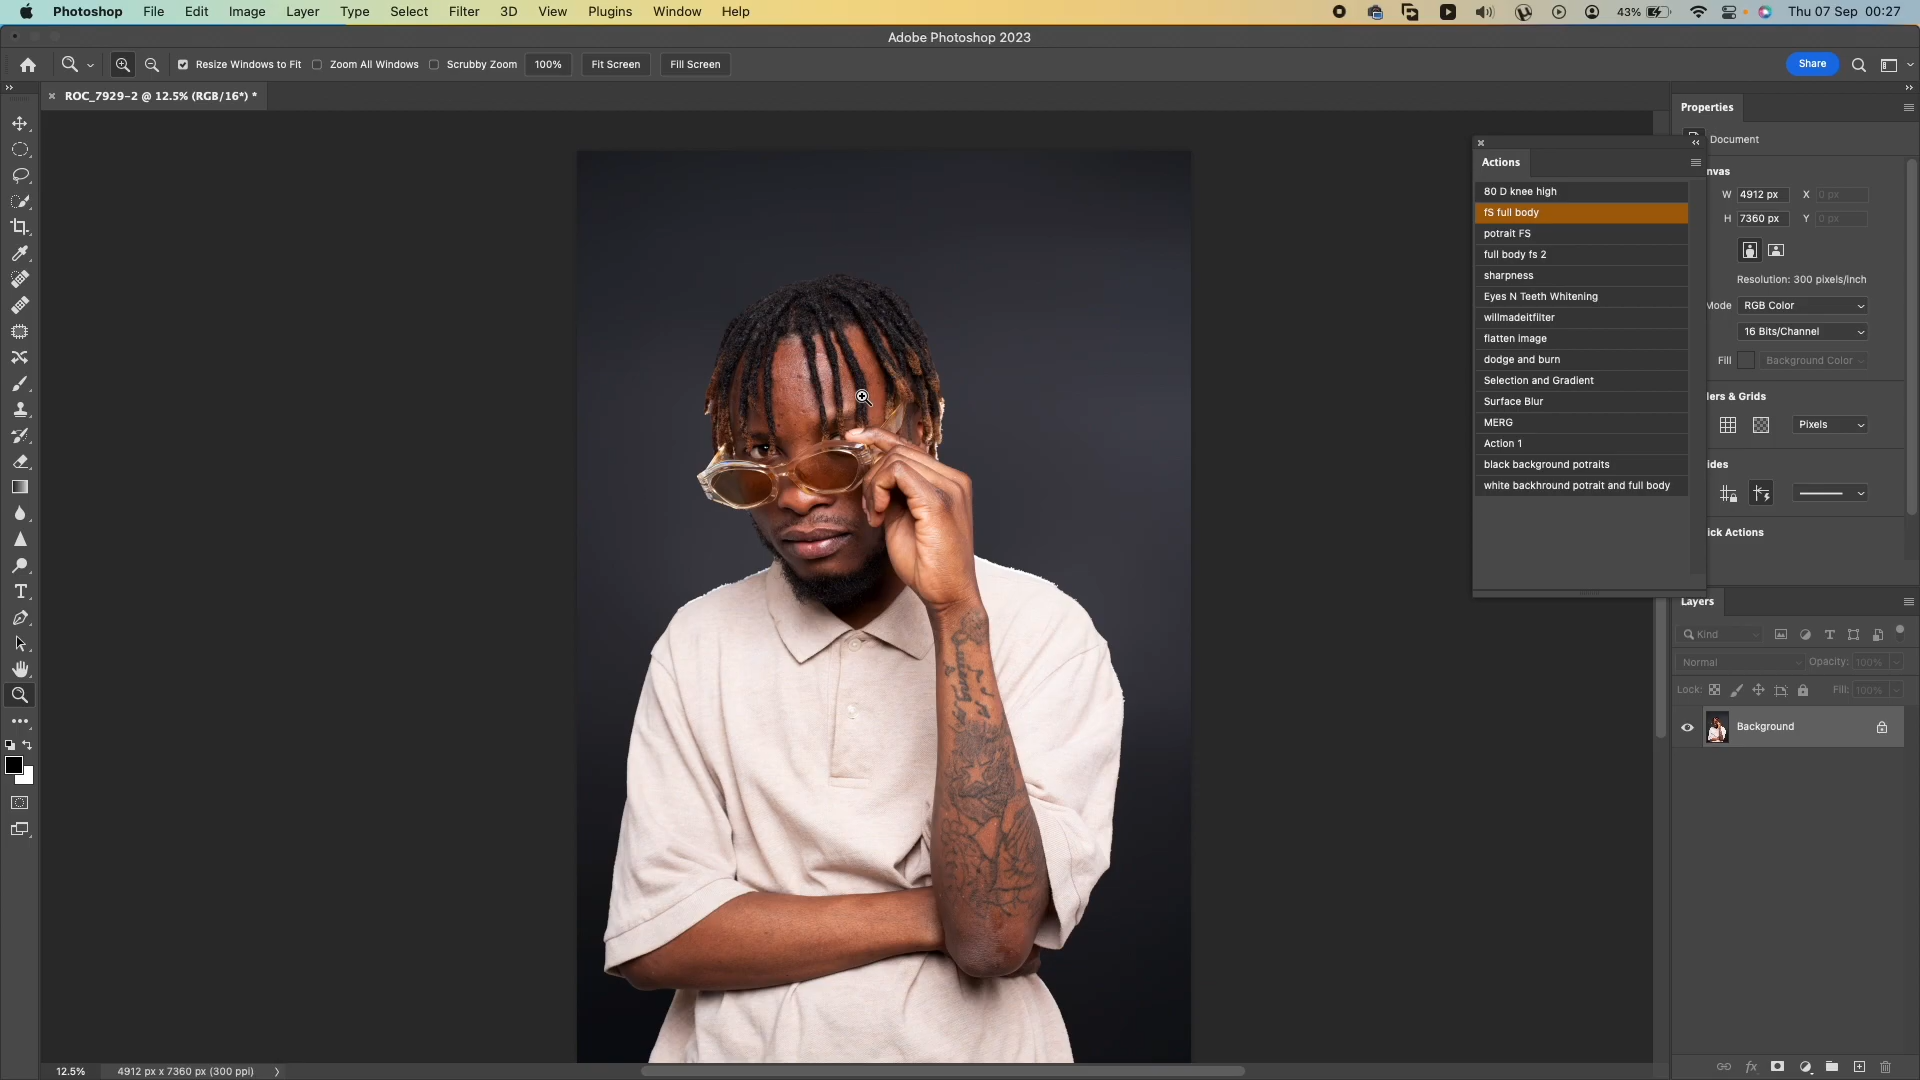 Photoshop File Edit Image Layer Type Select Filter 3D View Plugins Window Help 43% Thu 07 Sep 00:27
Adobe Photoshop 2023
Resize Windows to Fit Zoom All Windows Scrubby Zoom 100% Fit Screen Fill Screen Share
ROC_7929-2 @ 12.5% (RGB/16*) *
Properties
Document
Actions
80 D knee high
fS full body
potrait FS
full body fs 2
sharpness
Eyes N Teeth Whitening
willmadeitfilter
flatten image
dodge and burn
Selection and Gradient
Surface Blur
MERG
Action 1
black background potraits
white backhround potrait and full body
nvas
W 4912 px X 0 px
H 7360 px Y 0 px
Resolution: 300 pixels/inch
Mode RGB Color
16 Bits/Channel
Fill Background Color
lers & Grids
Pixels
ides
ick Actions
Layers
Kind
Normal Opacity: 100%
Lock: Fill: 100%
Background
12.5% 4912 px x 7360 px (300 ppi)